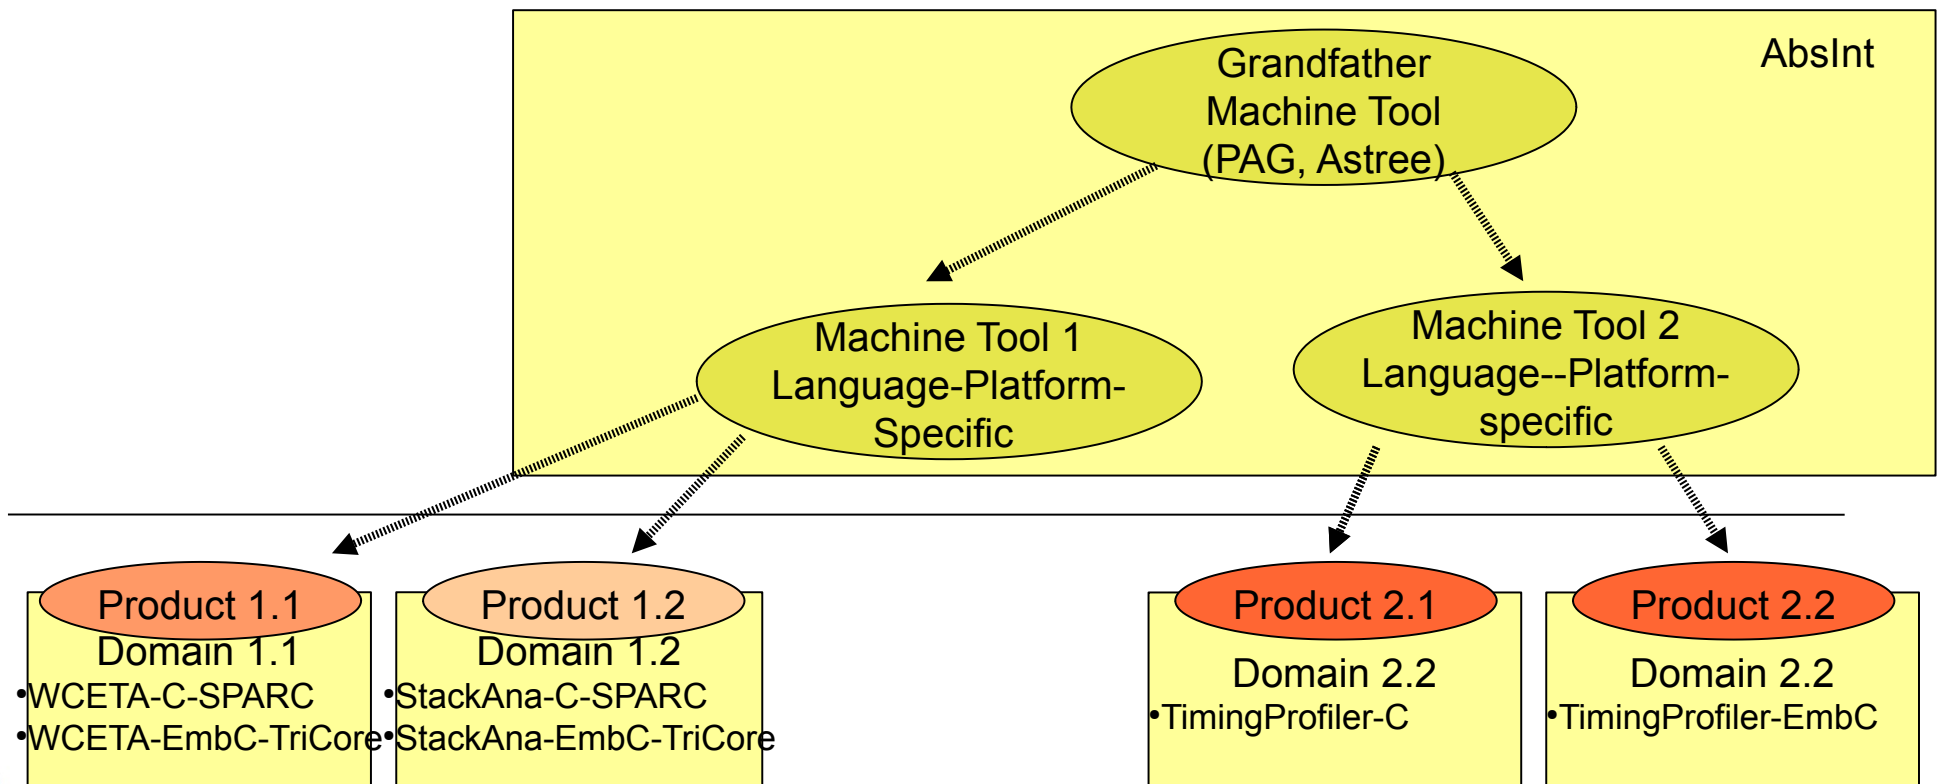 AbsInt
Grandfather
Machine Tool
(PAG, Astree)
Machine Tool 1
Language-Platform-
Specific
Machine Tool 2
Language--Platform-
specific
Product 1.1
Domain 1.1
•WCETA-C-SPARC
•WCETA-EmbC-TriCore
Product 1.2
Domain 1.2
•StackAna-C-SPARC
•StackAna-EmbC-TriCore
Product 2.1
Domain 2.2
•TimingProfiler-C
Product 2.2
Domain 2.2
•TimingProfiler-EmbC